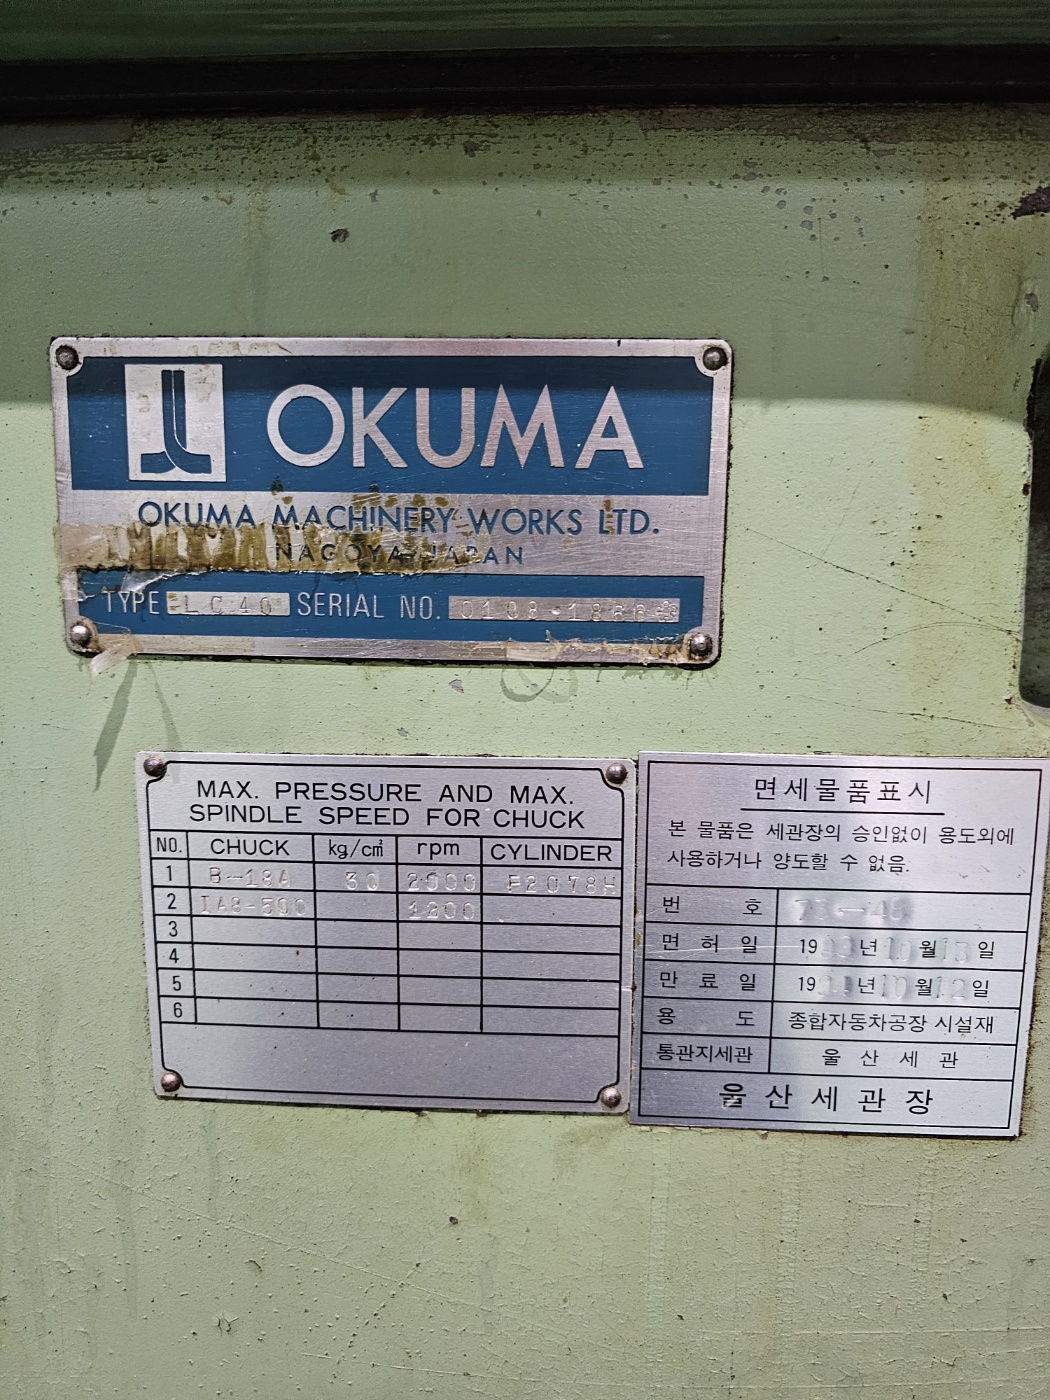 OKUMA
OKUMA MACHINERY WORKS LTD.
NAGOYA JAPAN
TYPE LC40 SERIAL NO.
MAX. PRESSURE AND MAX.
SPINDLE SPEED FOR CHUCK
NO. CHUCK kg/cm² rpm CYLINDER
1 B-18A 30 2000 F2078H
2 1200
3
4
5
6
면세물품표시
본 물품은 세관장의 승인없이 용도외에
사용하거나 양도할 수 없음.
번 호
면 허 일 19 년 10 월 일
만 료 일 19 년 10 월 12 일
용 도 종합자동차공장 시설재
통관지세관 울 산 세 관
울 산 세 관 장